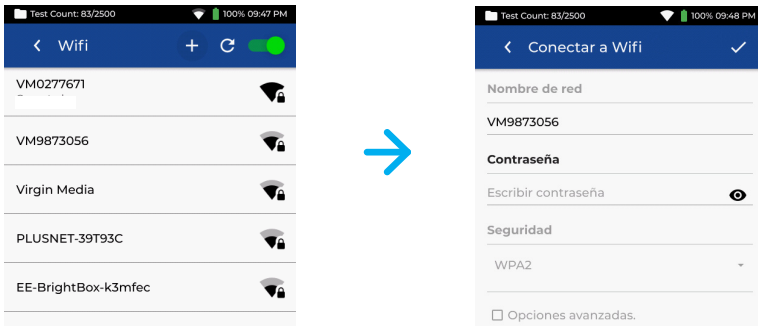 Test Count: 83/2500 100% 09:47 PM
Wifi
VM0277671
VM9873056
Virgin Media
PLUSNET-39T93C
EE-BrightBox-k3mfec
Test Count: 83/2500 100% 09:48 PM
Conectar a Wifi
Nombre de red
VM9873056
Contraseña
Escribir contraseña
Seguridad
WPA2
Opciones avanzadas.